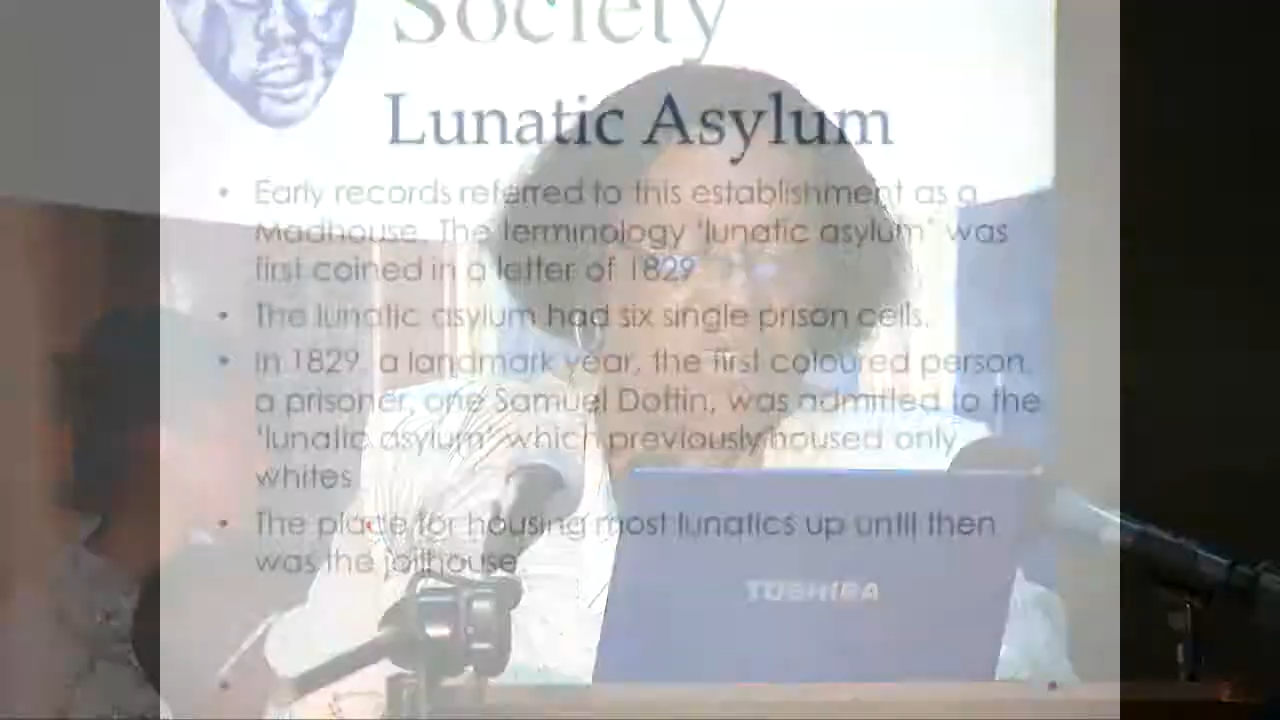 Society
Lunatic Asylum
• Early records referred to this establishment as a
Madhouse. The terminology 'lunatic asylum' was
first coined in a letter of 1829
• The lunatic asylum had six single prison cells.
• In 1829, a landmark year, the first coloured person,
a prisoner, one Samuel Dottin, was admitted to the
'lunatic asylum' which previously housed only
whites
• The place for housing most lunatics up until then
was the jailhouse.
TOSHIBA